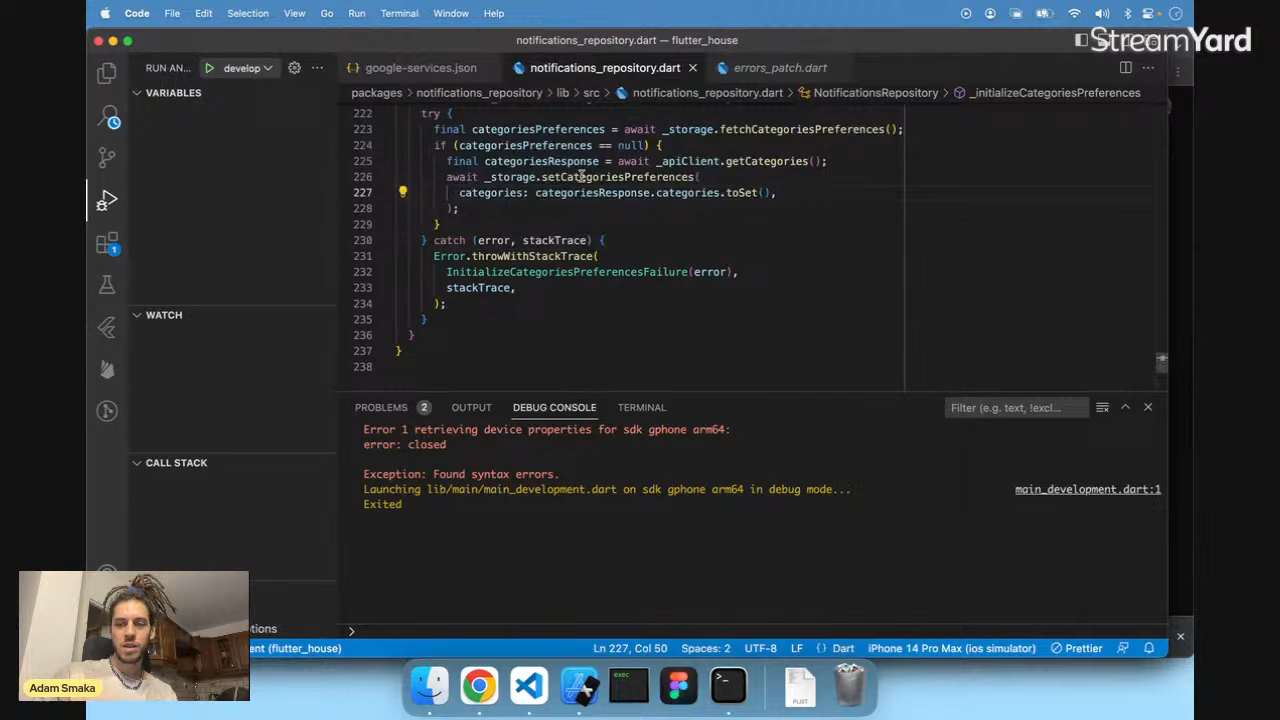 Code File Edit Selection View Go Run Terminal Window Help
StreamYard
notifications_repository.dart — flutter_house
RUN AN... develop
google-services.json notifications_repository.dart errors_patch.dart
packages > notifications_repository > lib > src > notifications_repository.dart > NotificationsRepository > _initializeCategoriesPreferences
VARIABLES
222 try {
223 final categoriesPreferences = await _storage.fetchCategoriesPreferences();
224 if (categoriesPreferences == null) {
225 final categoriesResponse = await _apiClient.getCategories();
226 await _storage.setCategoriesPreferences(
227 categories: categoriesResponse.categories.toSet(),
228 );
229 }
230 } catch (error, stackTrace) {
231 Error.throwWithStackTrace(
232 InitializeCategoriesPreferencesFailure(error),
233 stackTrace,
234 );
235 }
236 }
237 }
238
WATCH
CALL STACK
1
PROBLEMS 2 OUTPUT DEBUG CONSOLE TERMINAL Filter (e.g. text, !excl...
Error 1 retrieving device properties for sdk gphone arm64:
error: closed
Exception: Found syntax errors.
Launching lib/main/main_development.dart on sdk gphone arm64 in debug mode... main_development.dart:1
Exited
Ln 227, Col 50 Spaces: 2 UTF-8 LF {} Dart iPhone 14 Pro Max (ios simulator) Prettier
(flutter_house)
exec
PLIST
Adam Smaka